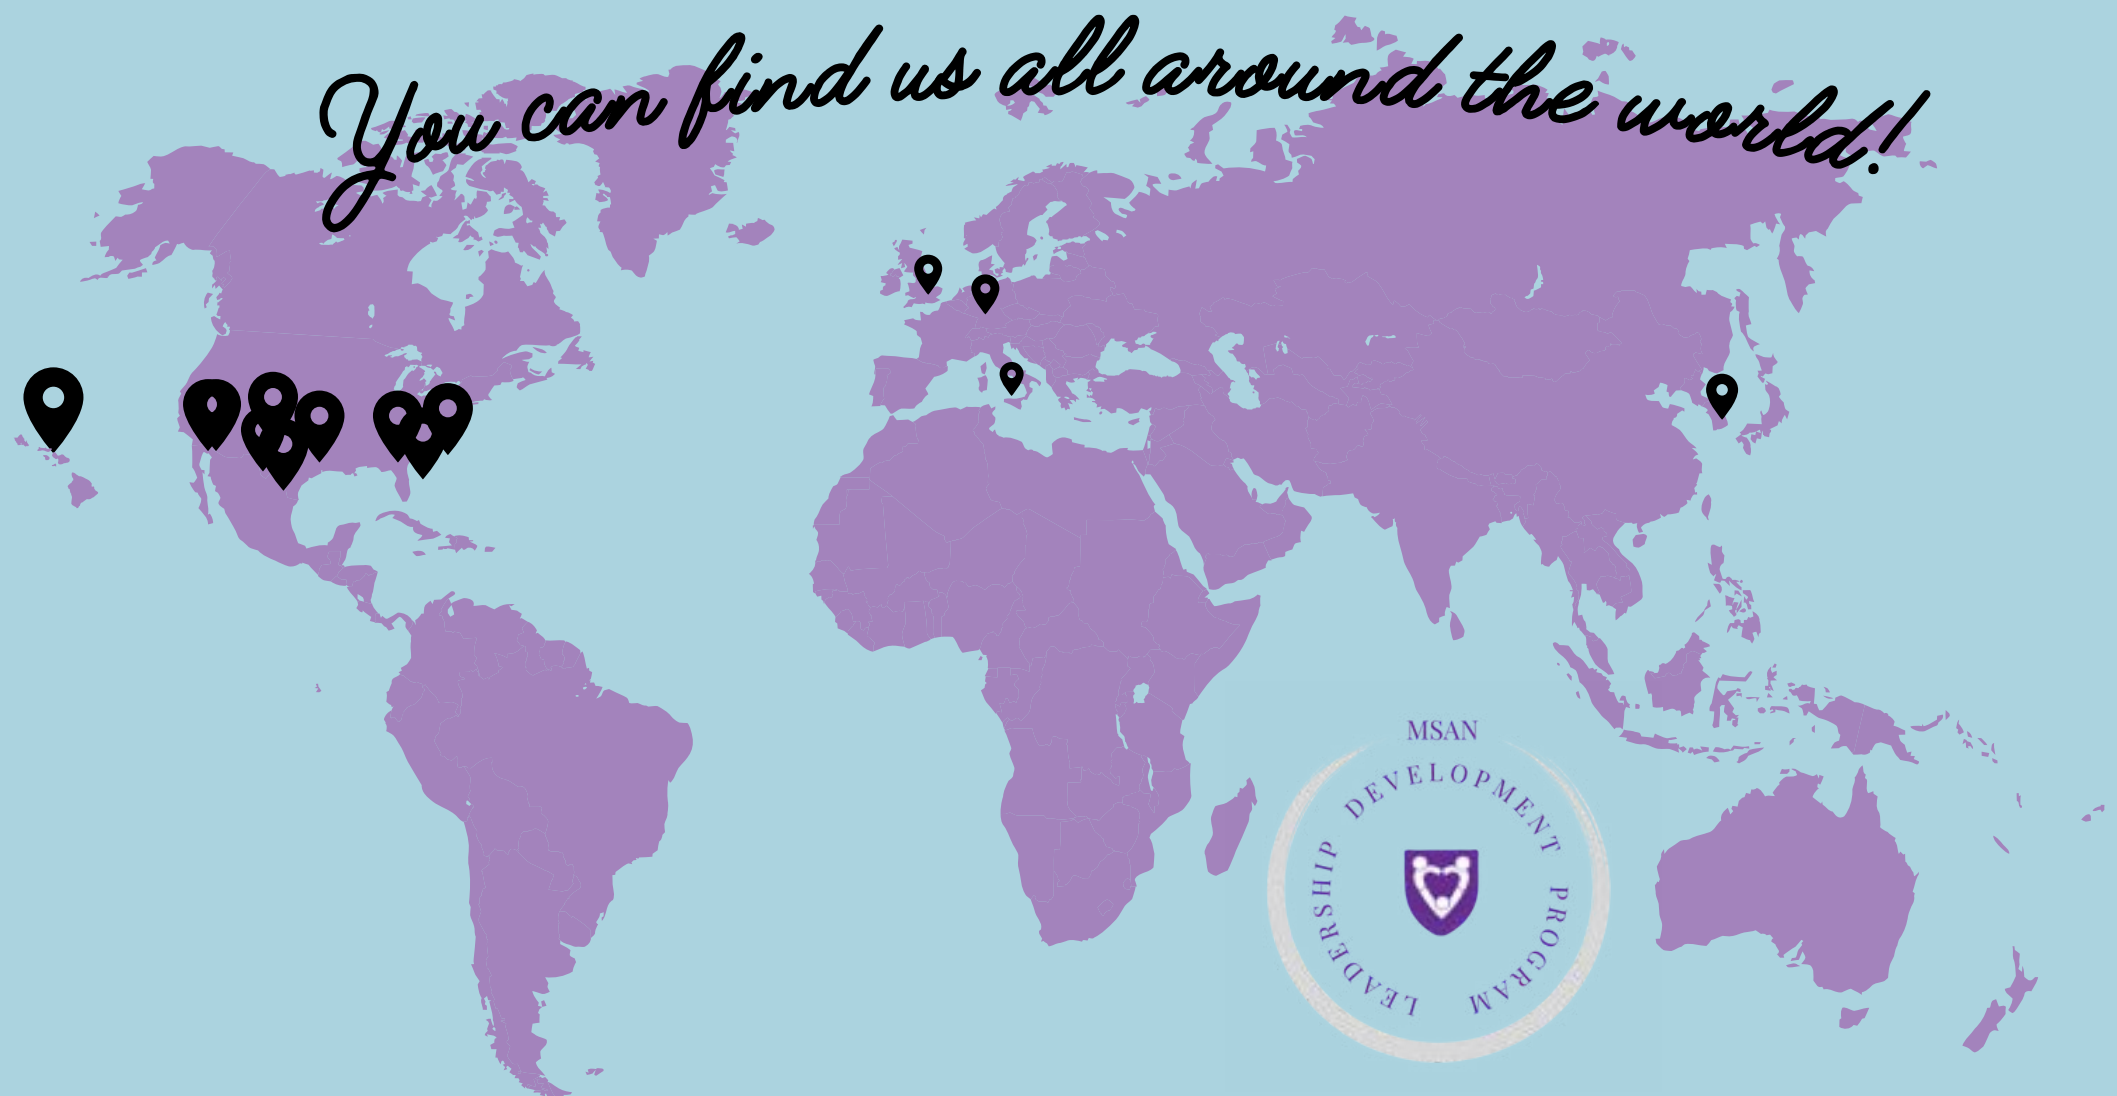 You can find us all around the world!
MSAN
LEADERSHIP DEVELOPMENT PROGRAM